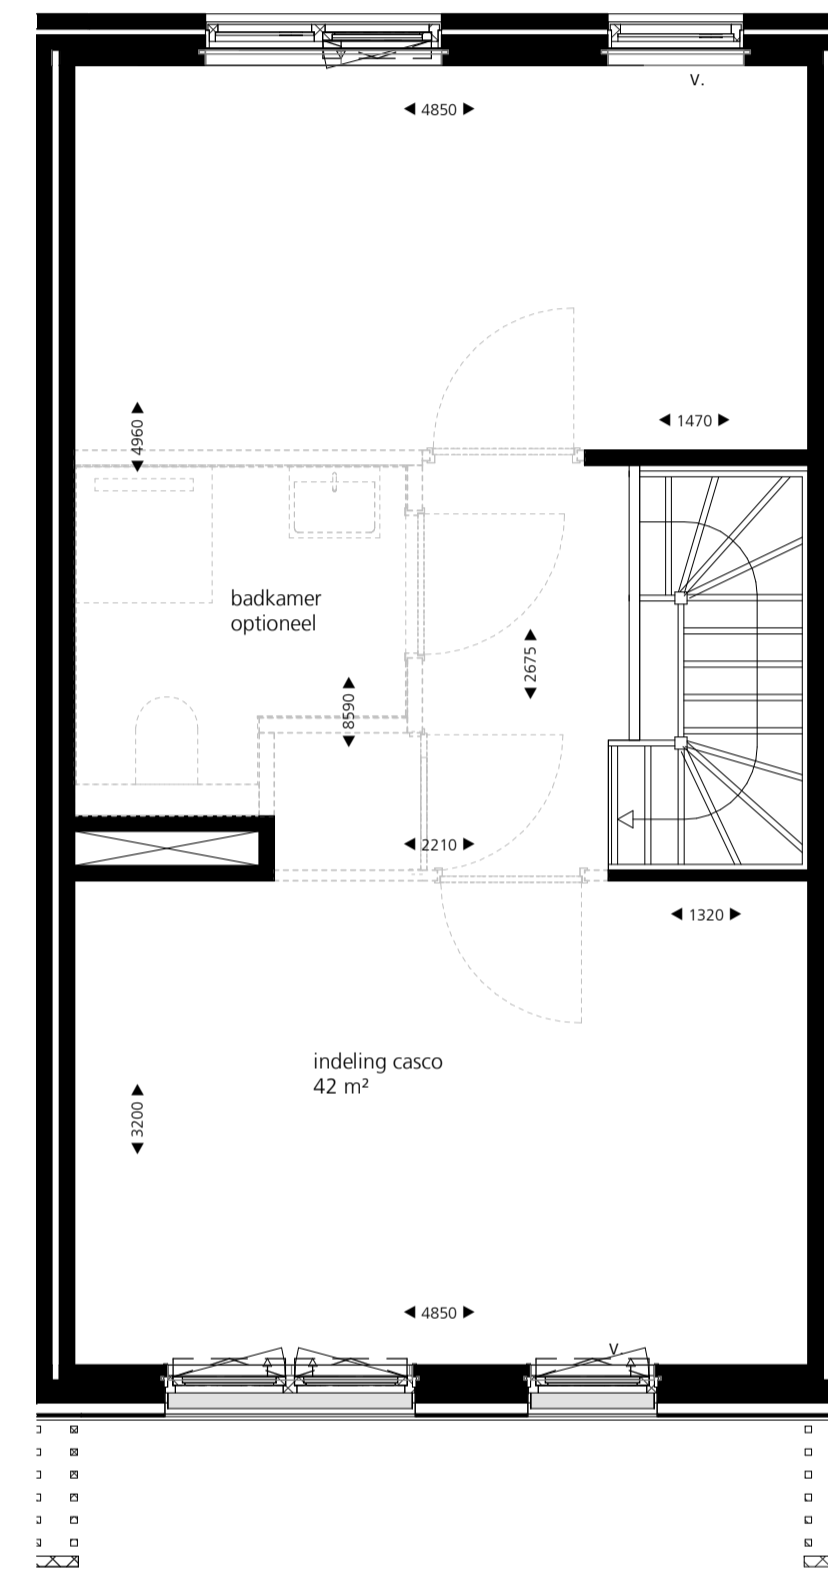 v.
4850
1470
4960
badkamer
optioneel
2675
8590
2210
1320
indeling casco
42 m²
3200
4850
v